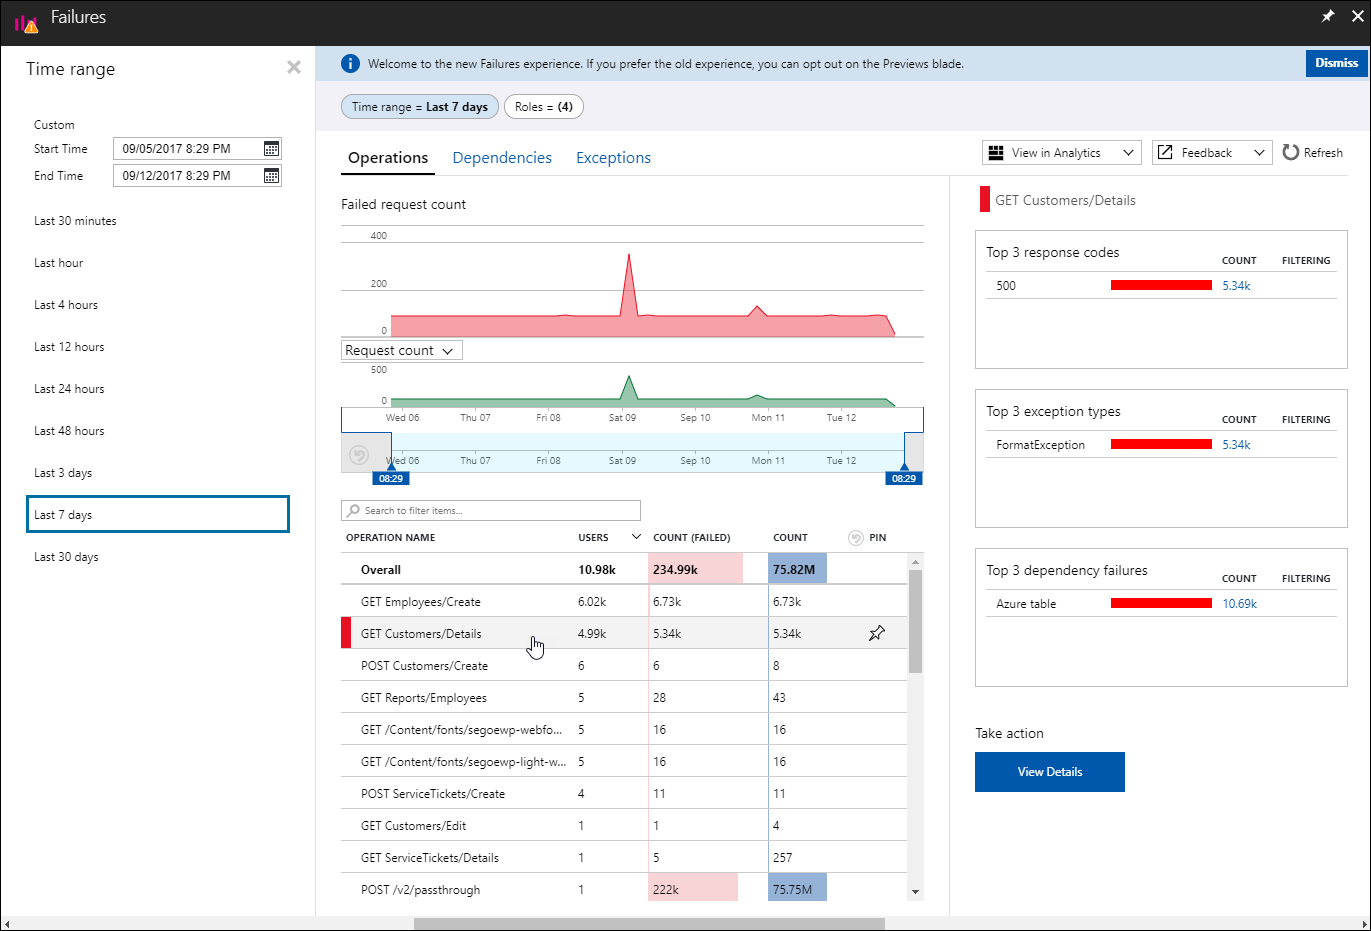 Failures
Time range
Custom
Start Time 09/05/2017 8:29 PM
End Time 09/12/2017 8:29 PM
Last 30 minutes
Last hour
Last 4 hours
Last 12 hours
Last 24 hours
Last 48 hours
Last 3 days
Last 7 days
Last 30 days
Welcome to the new Failures experience. If you prefer the old experience, you can opt out on the Previews blade.
Dismiss
Time range = Last 7 days Roles = (4)
Operations Dependencies Exceptions
View in Analytics Feedback Refresh
Failed request count
400
200
0
Request count
500
0
Wed 06 Thu 07 Fri 08 Sat 09 Sep 10 Mon 11 Tue 12
Wed 06 Thu 07 Fri 08 Sat 09 Sep 10 Mon 11 Tue 12
08:29 08:29
Search to filter items...
OPERATION NAME USERS COUNT (FAILED) COUNT PIN
Overall 10.98k 234.99k 75.82M
GET Employees/Create 6.02k 6.73k 6.73k
GET Customers/Details 4.99k 5.34k 5.34k
POST Customers/Create 6 6 8
GET Reports/Employees 5 28 43
GET /Content/fonts/segoewp-webfo... 5 16 16
GET /Content/fonts/segoewp-light-w... 5 16 16
POST ServiceTickets/Create 4 11 11
GET Customers/Edit 1 1 4
GET ServiceTickets/Details 1 5 257
POST /v2/passthrough 1 222k 75.75M
GET Customers/Details
Top 3 response codes
COUNT FILTERING
500 5.34k
Top 3 exception types
COUNT FILTERING
FormatException 5.34k
Top 3 dependency failures
COUNT FILTERING
Azure table 10.69k
Take action
View Details